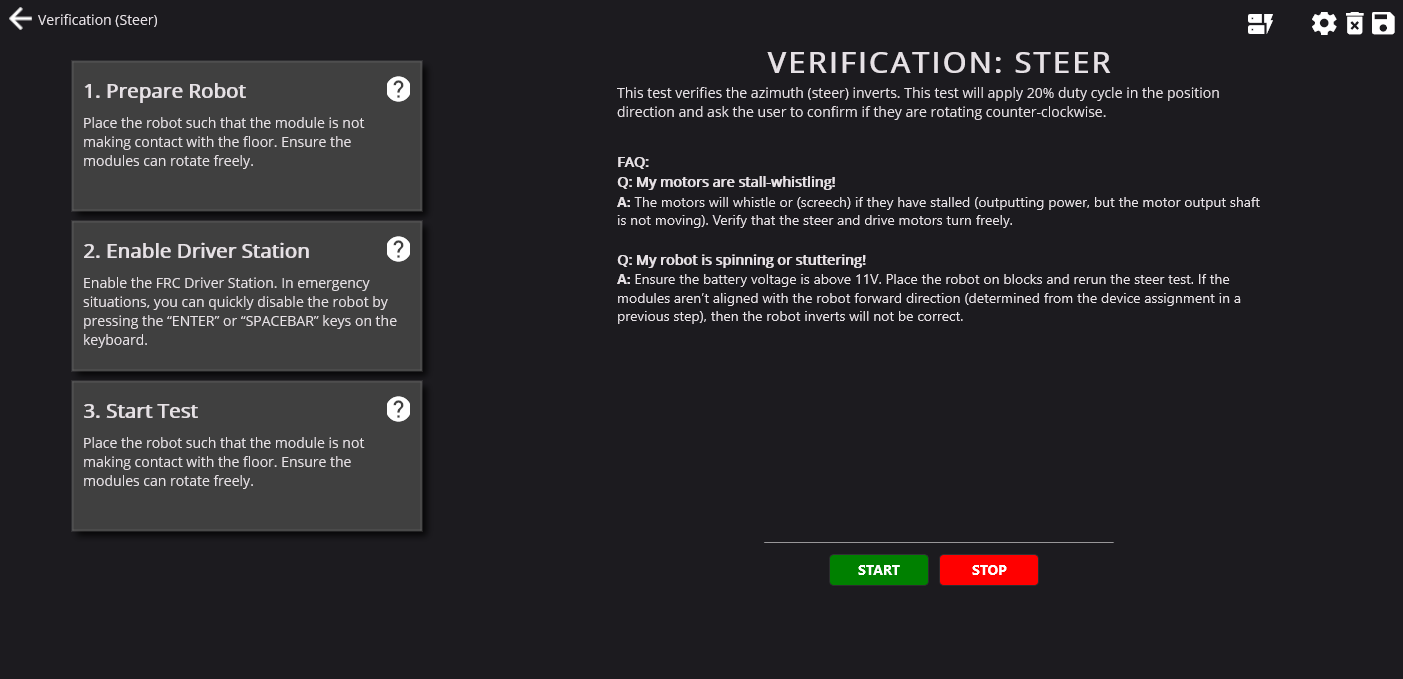 Verification (Steer)
1. Prepare Robot
Place the robot such that the module is not
making contact with the floor. Ensure the
modules can rotate freely.
2. Enable Driver Station
Enable the FRC Driver Station. In emergency
situations, you can quickly disable the robot by
pressing the “ENTER” or “SPACEBAR” keys on the
keyboard.
3. Start Test
Place the robot such that the module is not
making contact with the floor. Ensure the
modules can rotate freely.
VERIFICATION: STEER
This test verifies the azimuth (steer) inverts. This test will apply 20% duty cycle in the position
direction and ask the user to confirm if they are rotating counter-clockwise.
FAQ:
Q: My motors are stall-whistling!
A: The motors will whistle or (screech) if they have stalled (outputting power, but the motor output shaft
is not moving). Verify that the steer and drive motors turn freely.
Q: My robot is spinning or stuttering!
A: Ensure the battery voltage is above 11V. Place the robot on blocks and rerun the steer test. If the
modules aren’t aligned with the robot forward direction (determined from the device assignment in a
previous step), then the robot inverts will not be correct.
START
STOP